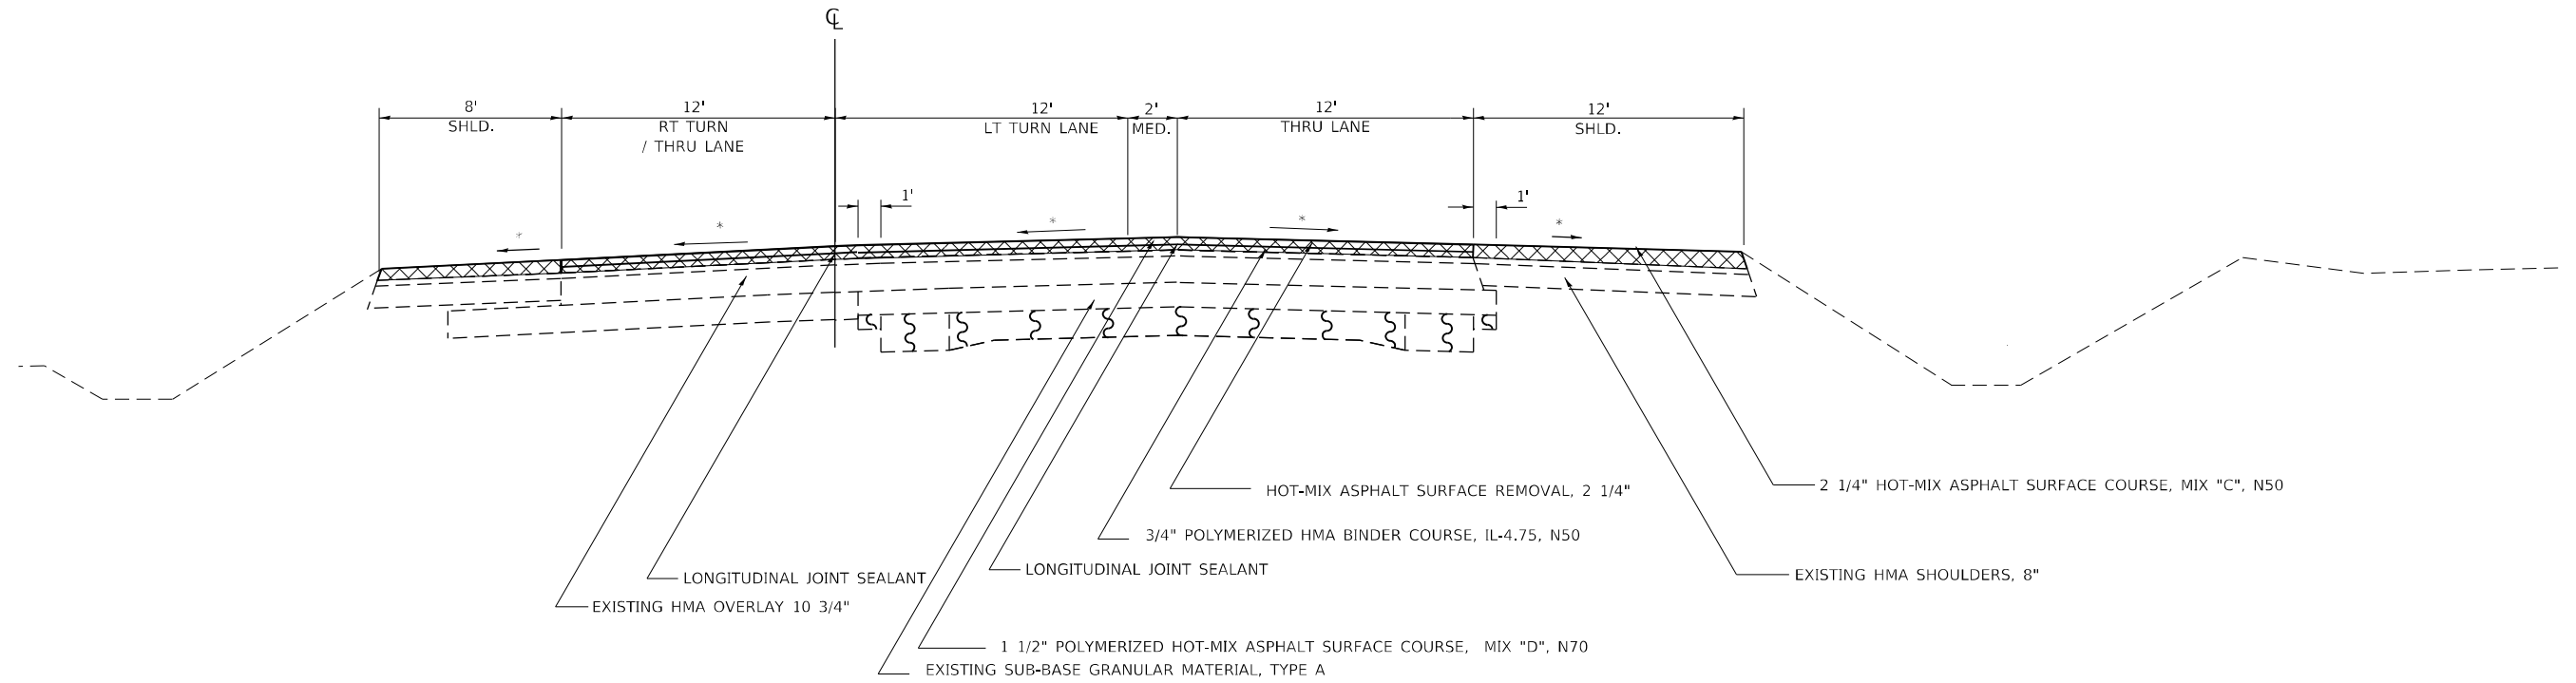 ℄
8' 12' 12' 2' 12' 12'
SHLD. RT TURN LT TURN LANE MED. THRU LANE SHLD.
/ THRU LANE
1' 1'
* * * * *
2 1/4" HOT-MIX ASPHALT SURFACE COURSE, MIX "C", N50
HOT-MIX ASPHALT SURFACE REMOVAL, 2 1/4"
3/4" POLYMERIZED HMA BINDER COURSE, IL-4.75, N50
LONGITUDINAL JOINT SEALANT
EXISTING HMA SHOULDERS, 8"
LONGITUDINAL JOINT SEALANT
EXISTING HMA OVERLAY 10 3/4"
1 1/2" POLYMERIZED HOT-MIX ASPHALT SURFACE COURSE, MIX "D", N70
EXISTING SUB-BASE GRANULAR MATERIAL, TYPE A